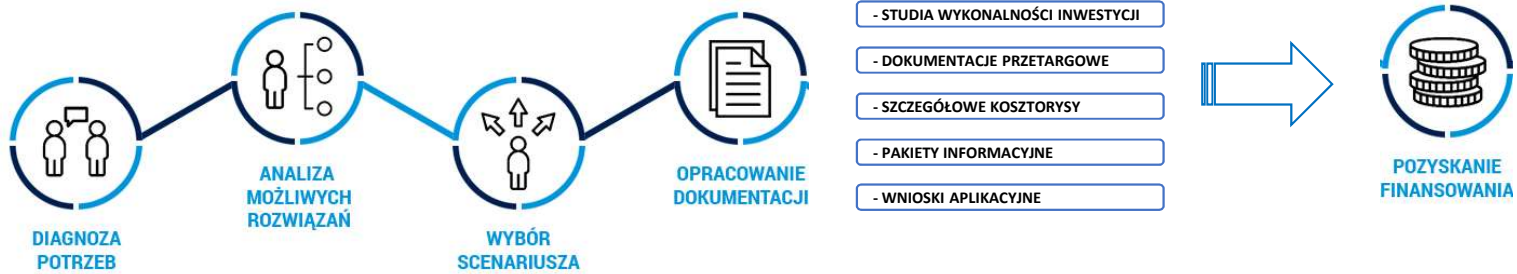 DIAGNOZA
POTRZEB
ANALIZA
MOŻLIWYCH
ROZWIĄZAŃ
WYBÓR
SCENARIUSZA
OPRACOWANIE
DOKUMENTACJI
- STUDIA WYKONALNOŚCI INWESTYCJI
- DOKUMENTACJE PRZETARGOWE
- SZCZEGÓŁOWE KOSZTORYSY
- PAKIETY INFORMACYJNE
- WNIOSKI APLIKACYJNE
POZYSKANIE
FINANSOWANIA